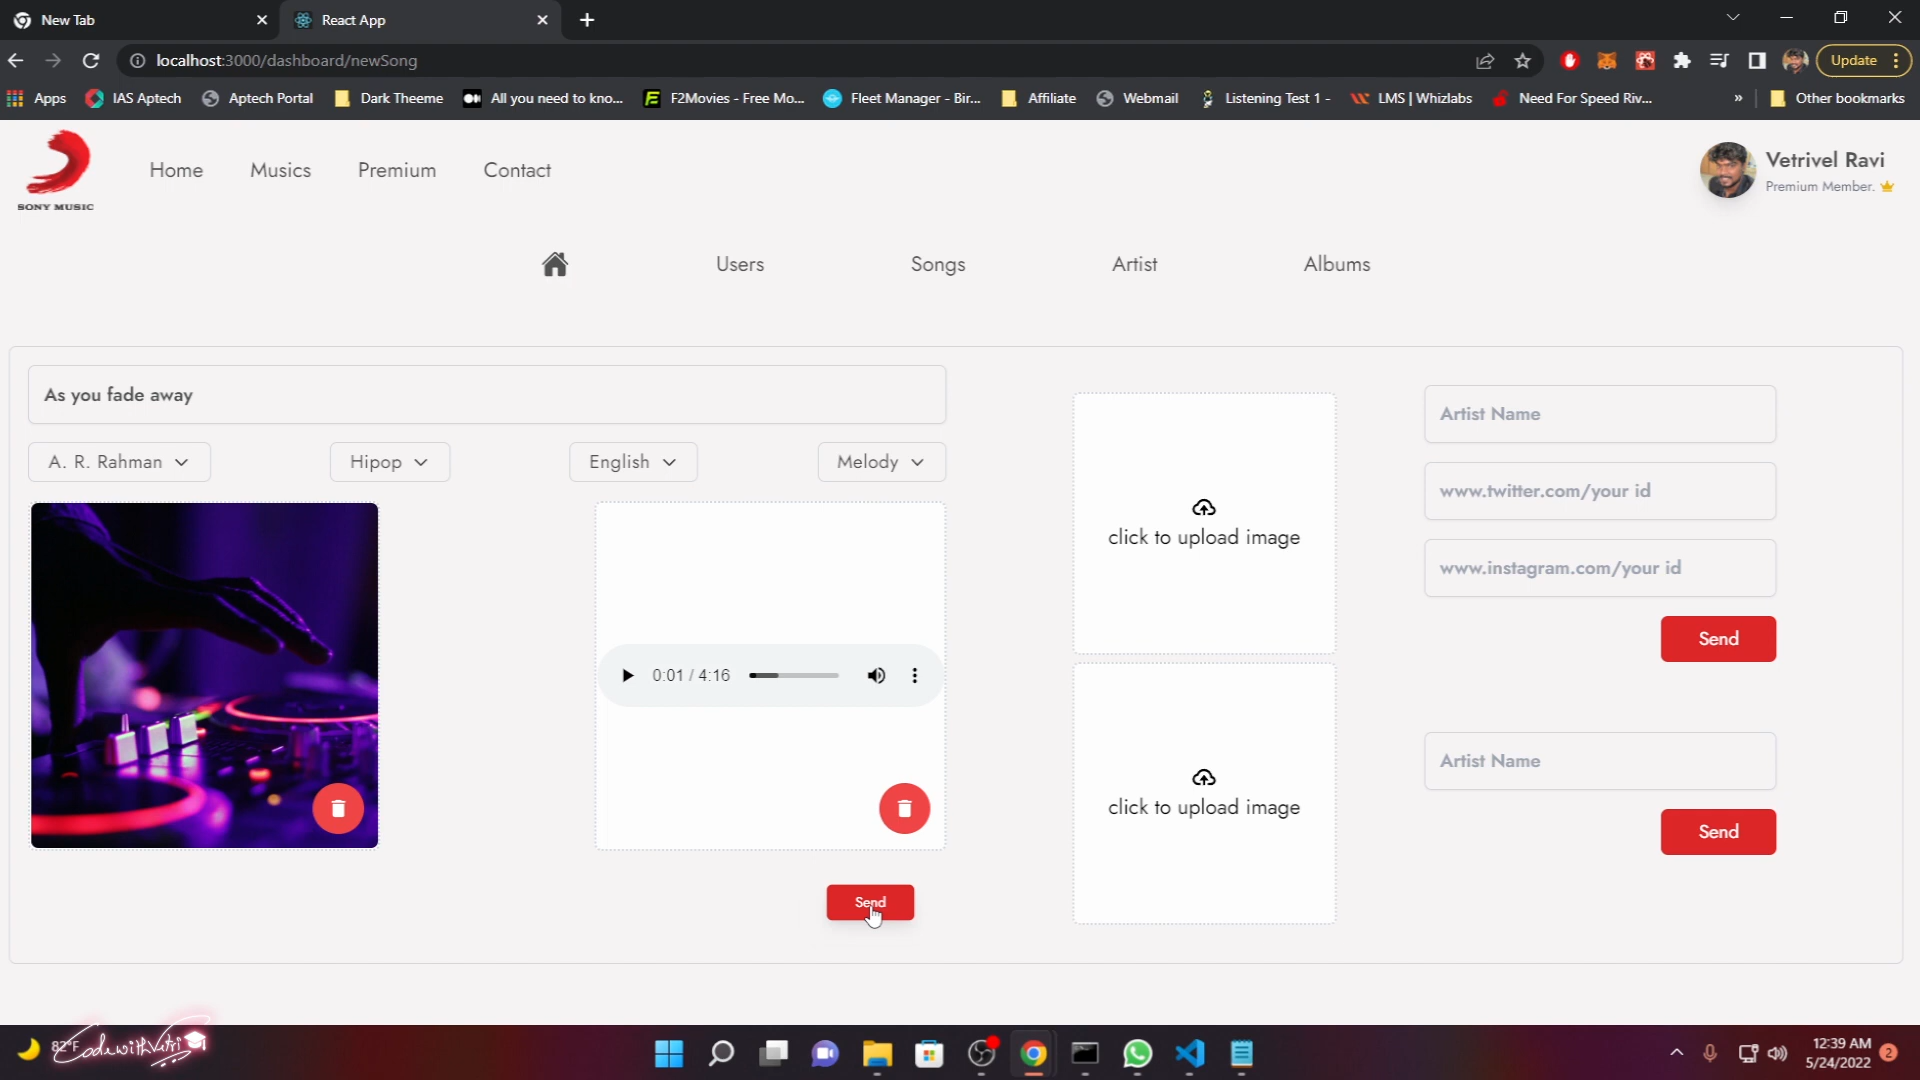 New Tab
React App
localhost:3000/dashboard/newSong
Update
Apps
IAS Aptech
Aptech Portal
Dark Theeme
All you need to kno...
F2Movies - Free Mo...
Fleet Manager - Bir...
Affiliate
Webmail
Listening Test 1 -
LMS | Whizlabs
Need For Speed Riv...
»
Other bookmarks
SONY MUSIC
Home
Musics
Premium
Contact
Vetrivel Ravi
Premium Member.
Users
Songs
Artist
Albums
As you fade away
A. R. Rahman
Hipop
English
Melody
0:01 / 4:16
Send
click to upload image
click to upload image
Artist Name
www.twitter.com/your id
www.instagram.com/your id
Send
Artist Name
Send
82°F
CodewithVetri
12:39 AM
5/24/2022
2